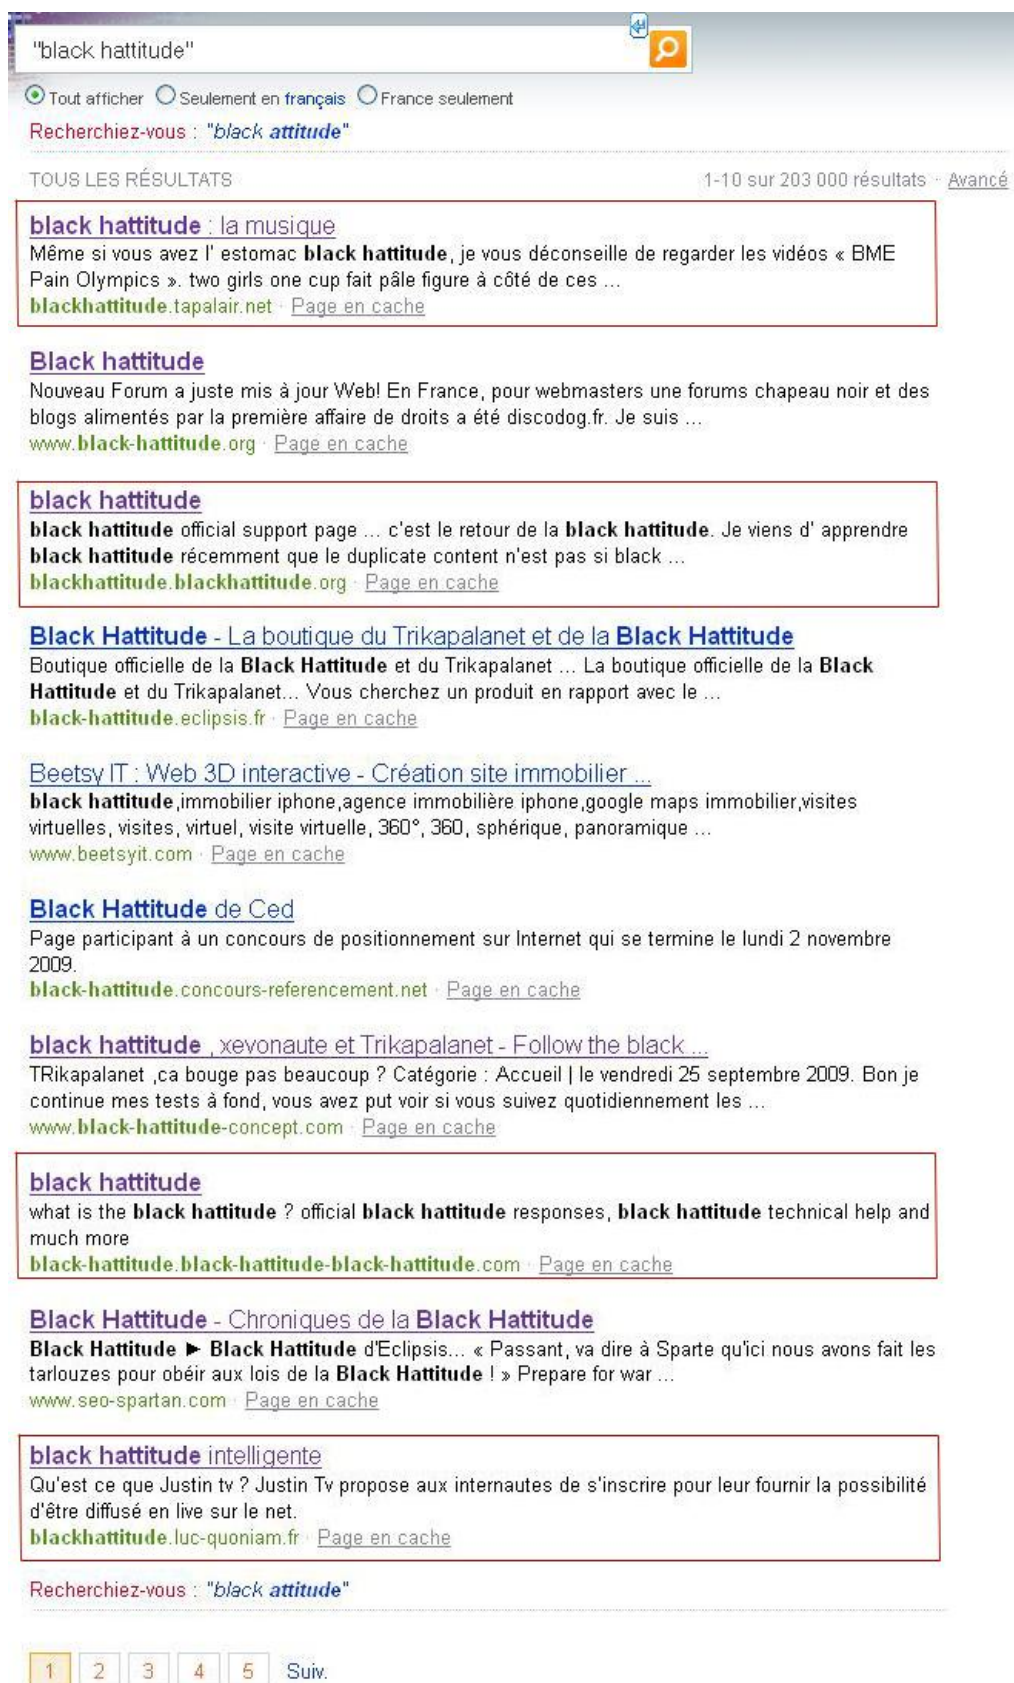 "black hattitude"
Tout afficher Seulement en français France seulement
Recherchiez-vous : "black attitude"
TOUS LES RÉSULTATS 1-10 sur 203 000 résultats · Avancé
black hattitude : la musique
Même si vous avez l' estomac black hattitude, je vous déconseille de regarder les vidéos « BME
Pain Olympics ». two girls one cup fait pâle figure à côté de ces ...
blackhattitude.tapalair.net · Page en cache
Black hattitude
Nouveau Forum a juste mis à jour Web! En France, pour webmasters une forums chapeau noir et des
blogs alimentés par la première affaire de droits a été discodog.fr. Je suis ...
www.black-hattitude.org · Page en cache
black hattitude
black hattitude official support page ... c'est le retour de la black hattitude. Je viens d' apprendre
black hattitude récemment que le duplicate content n'est pas si black ...
blackhattitude.blackhattitude.org · Page en cache
Black Hattitude - La boutique du Trikapalanet et de la Black Hattitude
Boutique officielle de la Black Hattitude et du Trikapalanet ... La boutique officielle de la Black
Hattitude et du Trikapalanet... Vous cherchez un produit en rapport avec le ...
black-hattitude.eclipsis.fr · Page en cache
Beetsy IT : Web 3D interactive - Création site immobilier ...
black hattitude,immobilier iphone,agence immobilière iphone,google maps immobilier,visites
virtuelles, visites, virtuel, visite virtuelle, 360°, 360, sphérique, panoramique ...
www.beetsyit.com · Page en cache
Black Hattitude de Ced
Page participant à un concours de positionnement sur Internet qui se termine le lundi 2 novembre
2009.
black-hattitude.concours-referencement.net · Page en cache
black hattitude , xevonaute et Trikapalanet - Follow the black ...
TRikapalanet ,ca bouge pas beaucoup ? Catégorie : Accueil | le vendredi 25 septembre 2009. Bon je
continue mes tests à fond, vous avez put voir si vous suivez quotidiennement les ...
www.black-hattitude-concept.com · Page en cache
black hattitude
what is the black hattitude ? official black hattitude responses, black hattitude technical help and
much more
black-hattitude.black-hattitude-black-hattitude.com · Page en cache
Black Hattitude - Chroniques de la Black Hattitude
Black Hattitude ► Black Hattitude d'Eclipsis... « Passant, va dire à Sparte qu'ici nous avons fait les
tarlouzes pour obéir aux lois de la Black Hattitude ! » Prepare for war ...
www.seo-spartan.com · Page en cache
black hattitude intelligente
Qu'est ce que Justin tv ? Justin Tv propose aux internautes de s'inscrire pour leur fournir la possibilité
d'être diffusé en live sur le net.
blackhattitude.luc-quoniam.fr · Page en cache
Recherchiez-vous : "black attitude"
1 2 3 4 5 Suiv.